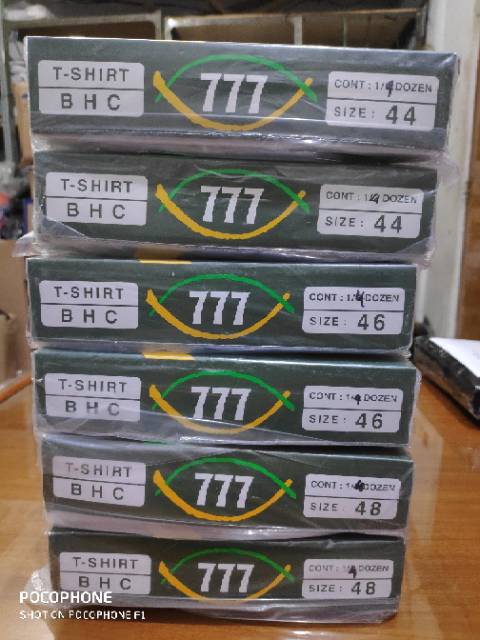 T-SHIRT
BHC
777
CONT : 1/4 DOZEN
SIZE : 44
T-SHIRT
BHC
777
CONT : 1/4 DOZEN
SIZE : 44
T-SHIRT
BHC
777
CONT : 1/4 DOZEN
SIZE : 46
T-SHIRT
BHC
777
CONT : 1/4 DOZEN
SIZE : 46
T-SHIRT
BHC
777
CONT : 1/4 DOZEN
SIZE : 48
T-SHIRT
BHC
777
CONT : 1/4 DOZEN
SIZE : 48
POCOPHONE
SHOT ON POCOPHONE F1